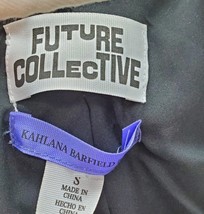 FUTURE
COLLECTIVE
KAHLANA BARFIELD
S
MADE IN
CHINA
HECHO EN